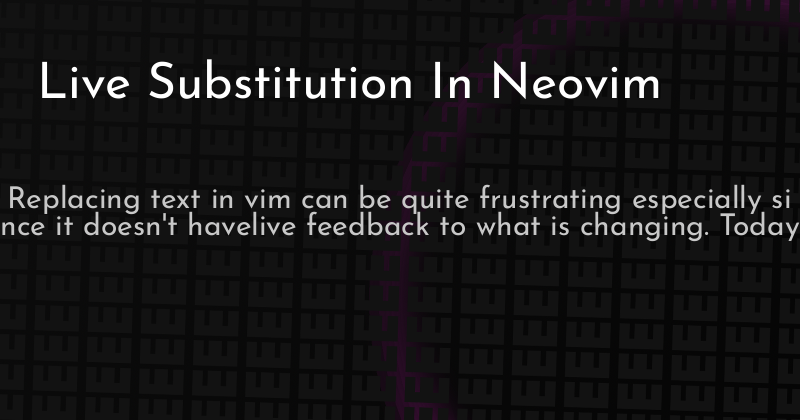 Live Substitution In Neovim
Replacing text in vim can be quite frustrating especially si
nce it doesn't havelive feedback to what is changing. Today